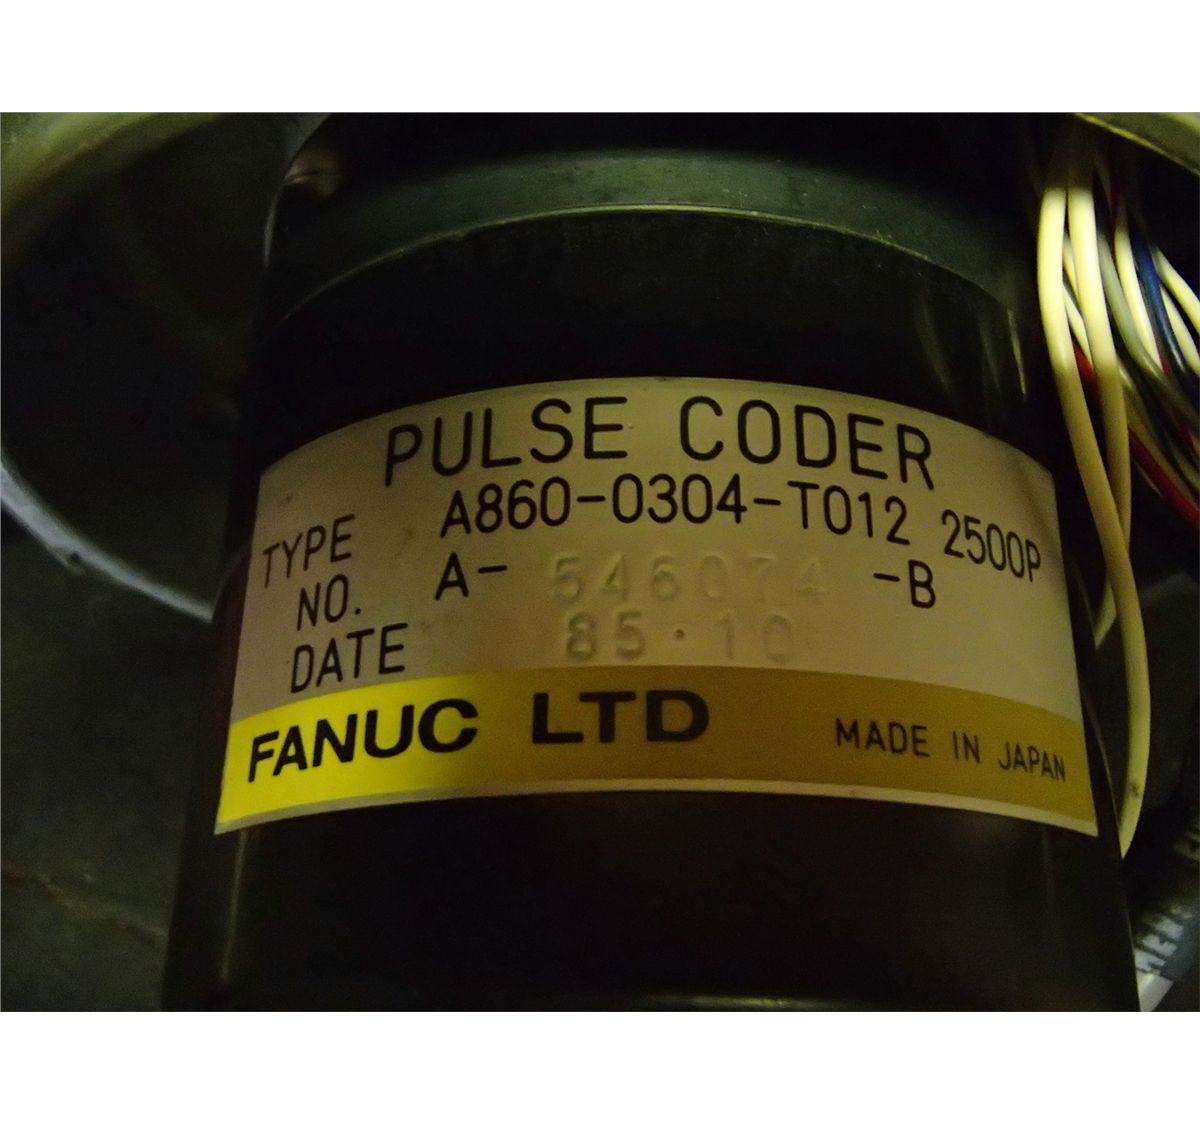 PULSE CODER
TYPE A860-0304-T012 2500P
NO. A- 546074 -B
DATE 85·10
FANUC LTD MADE IN JAPAN